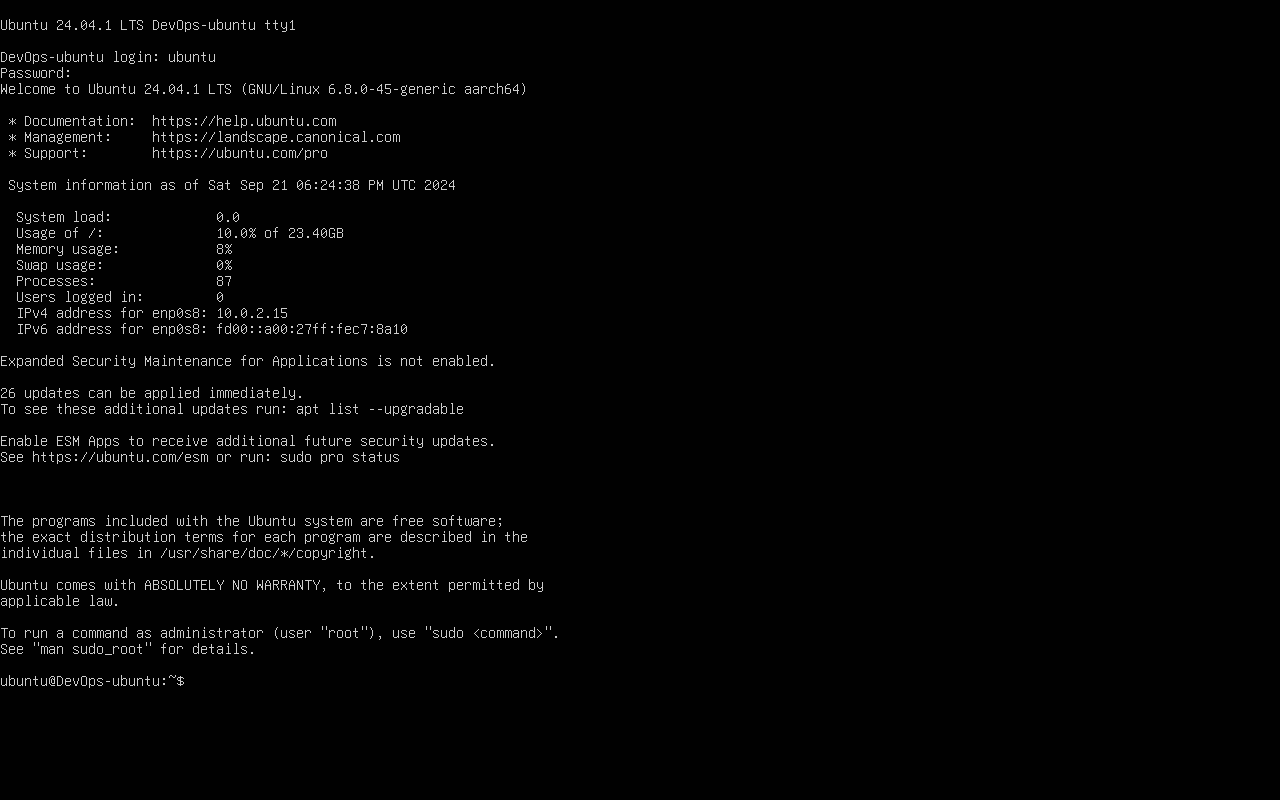 Ubuntu 24.04.1 LTS DevOps-ubuntu tty1
DevOps-ubuntu login: ubuntu
Password:
Welcome to Ubuntu 24.04.1 LTS (GNU/Linux 6.8.0-45-generic aarch64)
* Documentation:  https://help.ubuntu.com
* Management:     https://landscape.canonical.com
* Support:        https://ubuntu.com/pro
System information as of Sat Sep 21 06:24:38 PM UTC 2024
System load:             0.0
Usage of /:              10.0% of 23.40GB
Memory usage:            8%
Swap usage:              0%
Processes:               87
Users logged in:         0
IPv4 address for enp0s8: 10.0.2.15
IPv6 address for enp0s8: fd00::a00:27ff:fec7:8a10
Expanded Security Maintenance for Applications is not enabled.
26 updates can be applied immediately.
To see these additional updates run: apt list --upgradable
Enable ESM Apps to receive additional future security updates.
See https://ubuntu.com/esm or run: sudo pro status
The programs included with the Ubuntu system are free software;
the exact distribution terms for each program are described in the
individual files in /usr/share/doc/*/copyright.
Ubuntu comes with ABSOLUTELY NO WARRANTY, to the extent permitted by
applicable law.
To run a command as administrator (user "root"), use "sudo <command>".
See "man sudo_root" for details.
ubuntu@DevOps-ubuntu:~$